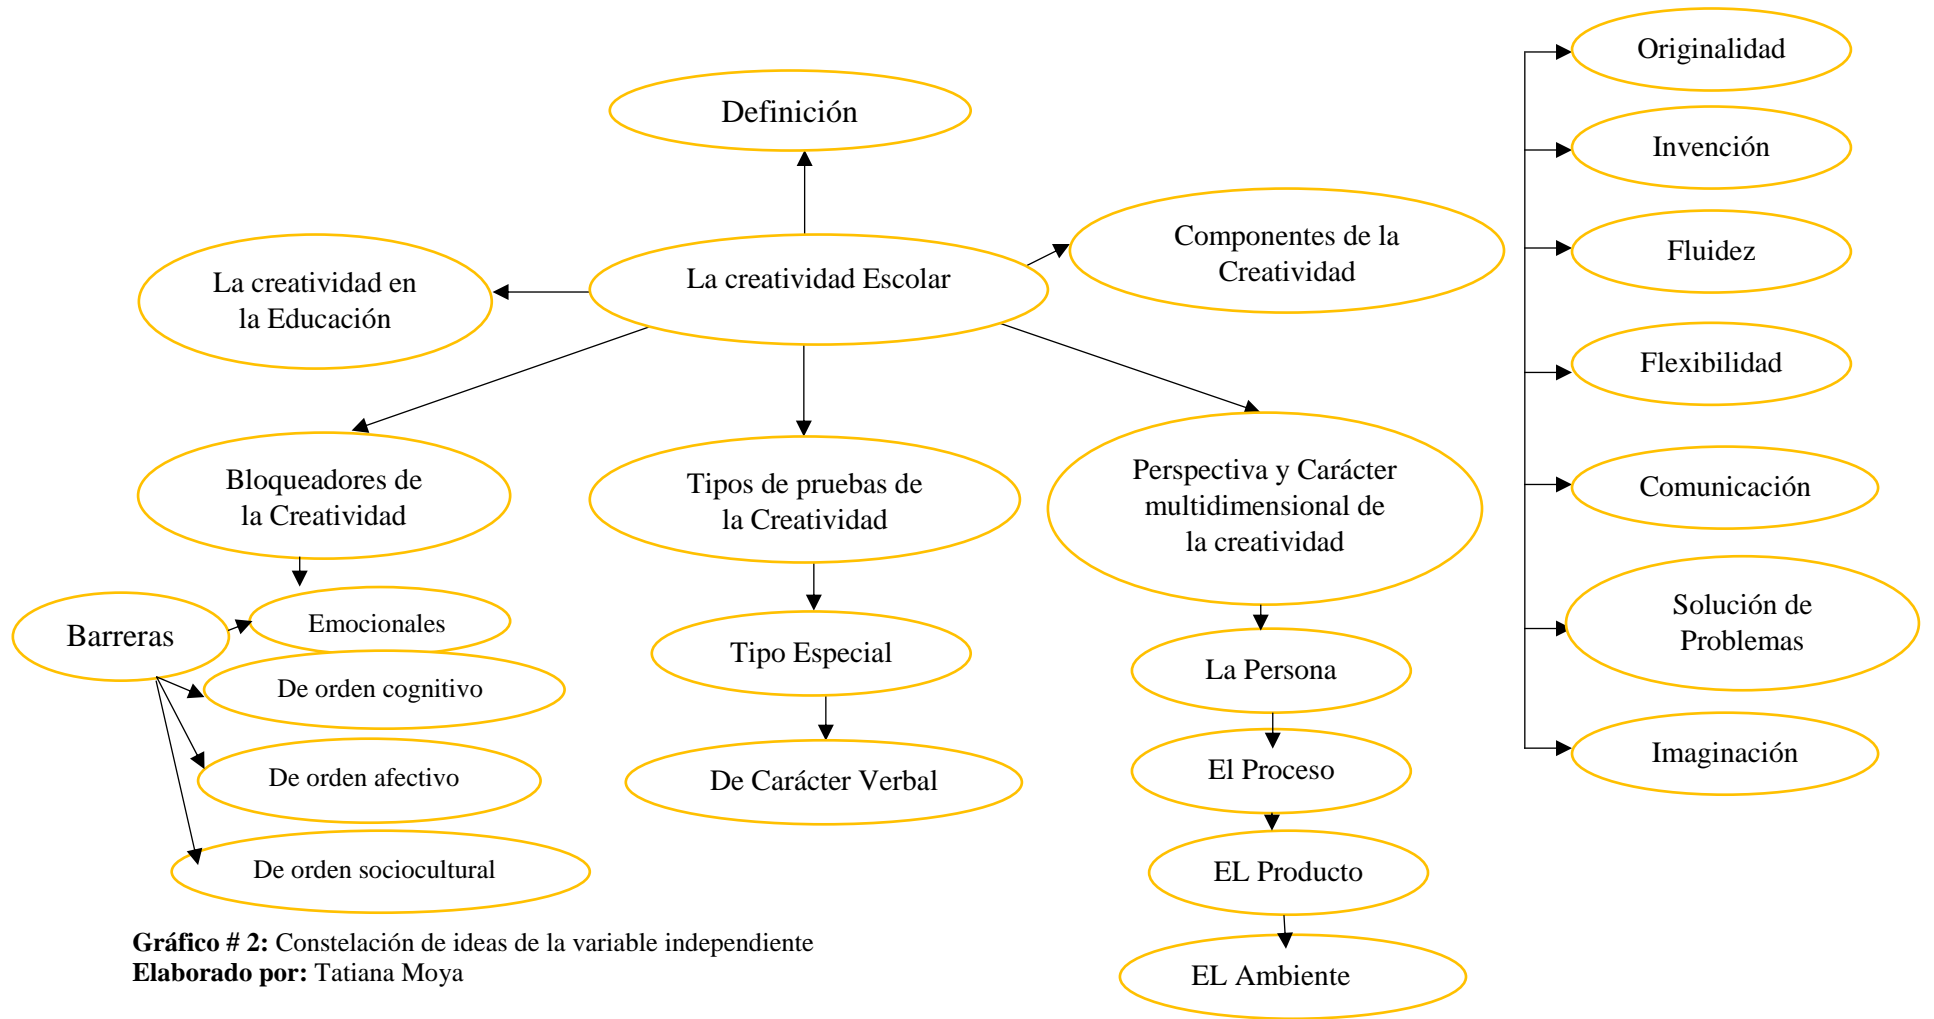 Definición
La creatividad Escolar
La creatividad en
la Educación
Componentes de la
Creatividad
Originalidad
Invención
Fluidez
Flexibilidad
Comunicación
Solución de
Problemas
Imaginación
Bloqueadores de
la Creatividad
Barreras
Emocionales
De orden cognitivo
De orden afectivo
De orden sociocultural
Tipos de pruebas de
la Creatividad
Tipo Especial
De Carácter Verbal
Perspectiva y Carácter
multidimensional de
la creatividad
La Persona
El Proceso
EL Producto
EL Ambiente
Gráfico # 2: Constelación de ideas de la variable independiente
Elaborado por: Tatiana Moya